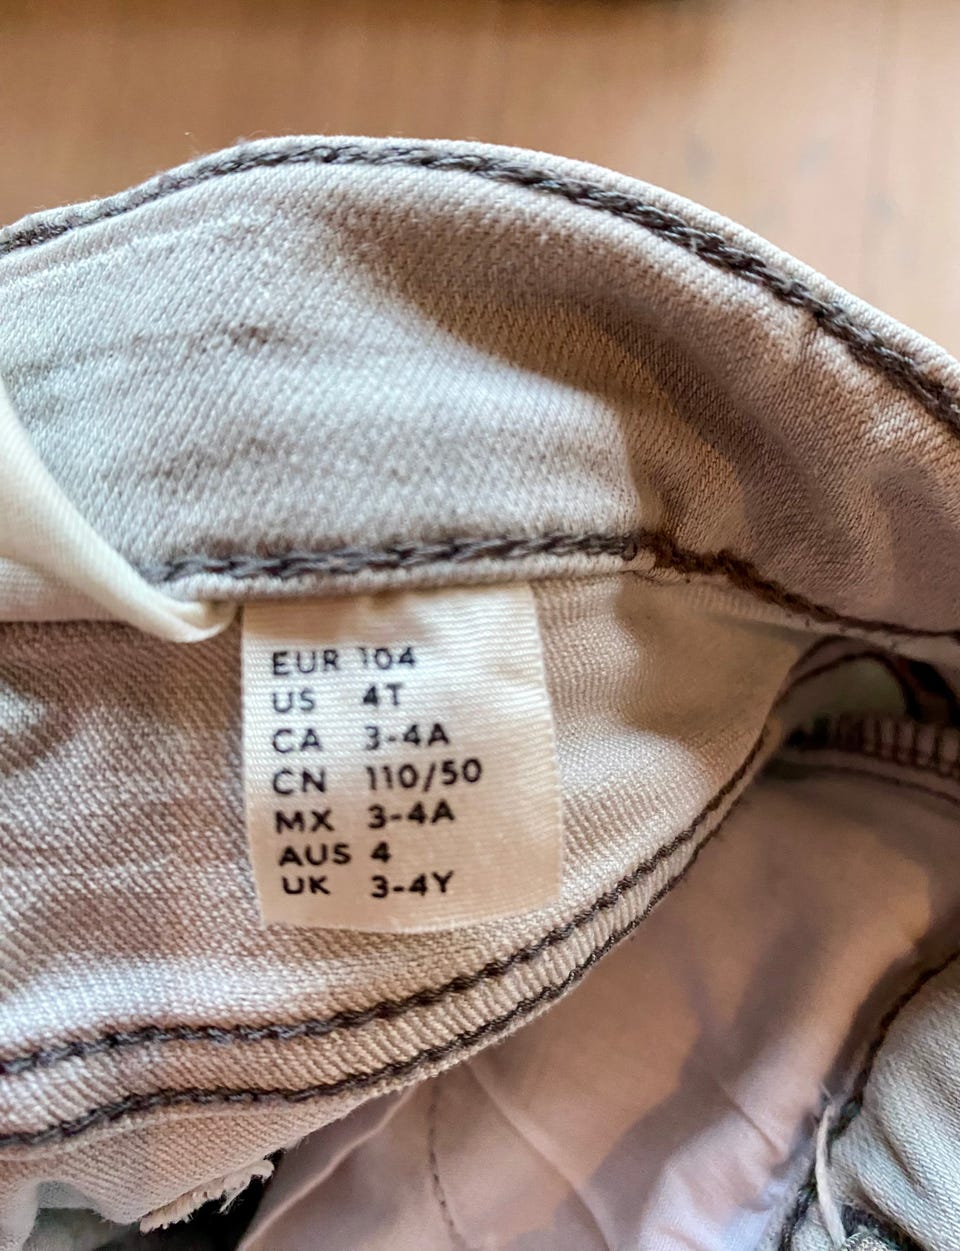 EUR 104
US 4T
CA 3-4A
CN 110/50
MX 3-4A
AUS 4
UK 3-4Y